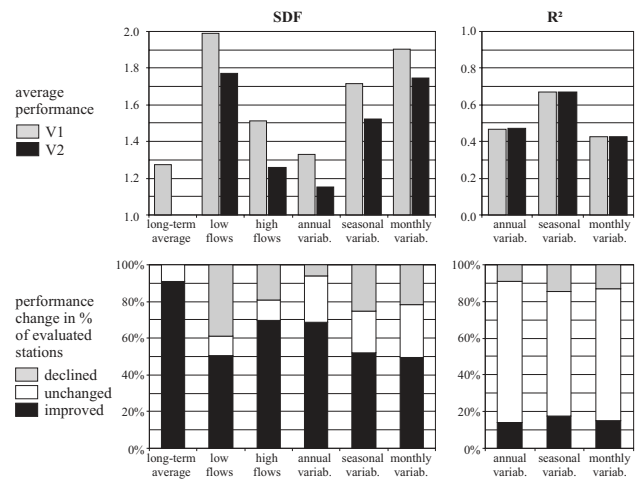 SDF
R²
average
performance
V1
V2
2.0
1.8
1.6
1.4
1.2
1.0
long-term
average
low
flows
high
flows
annual
variab.
seasonal
variab.
monthly
variab.
1.0
0.8
0.6
0.4
0.2
0.0
annual
variab.
seasonal
variab.
monthly
variab.
performance
change in %
of evaluated
stations
declined
unchanged
improved
100%
80%
60%
40%
20%
0%
long-term
average
low
flows
high
flows
annual
variab.
seasonal
variab.
monthly
variab.
100%
80%
60%
40%
20%
0%
annual
variab.
seasonal
variab.
monthly
variab.